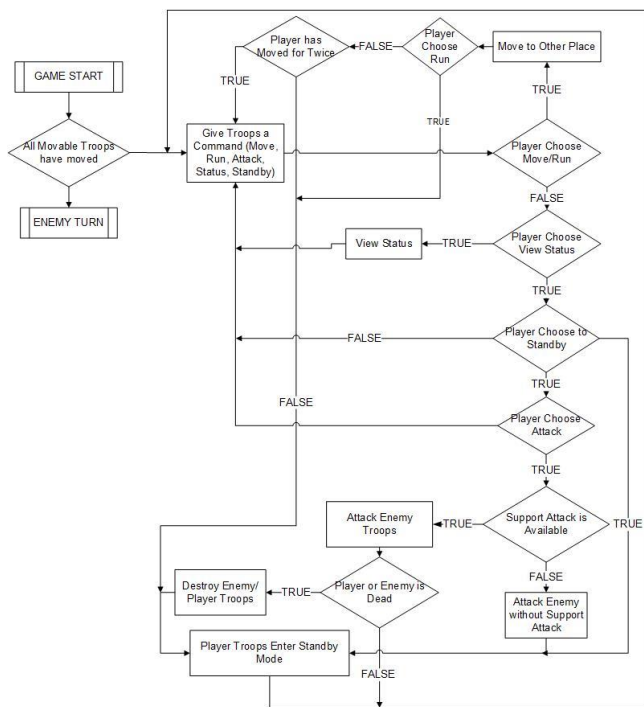 Player has
Moved for Twice
FALSE
Player
Choose
Run
Move to Other Place
GAME START
TRUE
TRUE
TRUE
All Movable Troops
have moved
Give Troops a
Command (Move,
Run, Attack,
Status, Standby)
Player Choose
Move/Run
FALSE
ENEMY TURN
View Status
TRUE
Player Choose
View Status
TRUE
FALSE
Player Choose to
Standby
TRUE
FALSE
Player Choose
Attack
TRUE
Attack Enemy
Troops
TRUE
Support Attack is
Available
TRUE
FALSE
Destroy Enemy/
Player Troops
TRUE
Player or Enemy is
Dead
Attack Enemy
without Support
Attack
Player Troops Enter Standby
Mode
FALSE